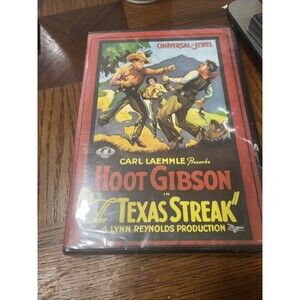 UNIVERSAL-JEWEL
CARL LAEMMLE Presents
HOOT GIBSON
IN
"The TEXAS STREAK"
A LYNN REYNOLDS PRODUCTION